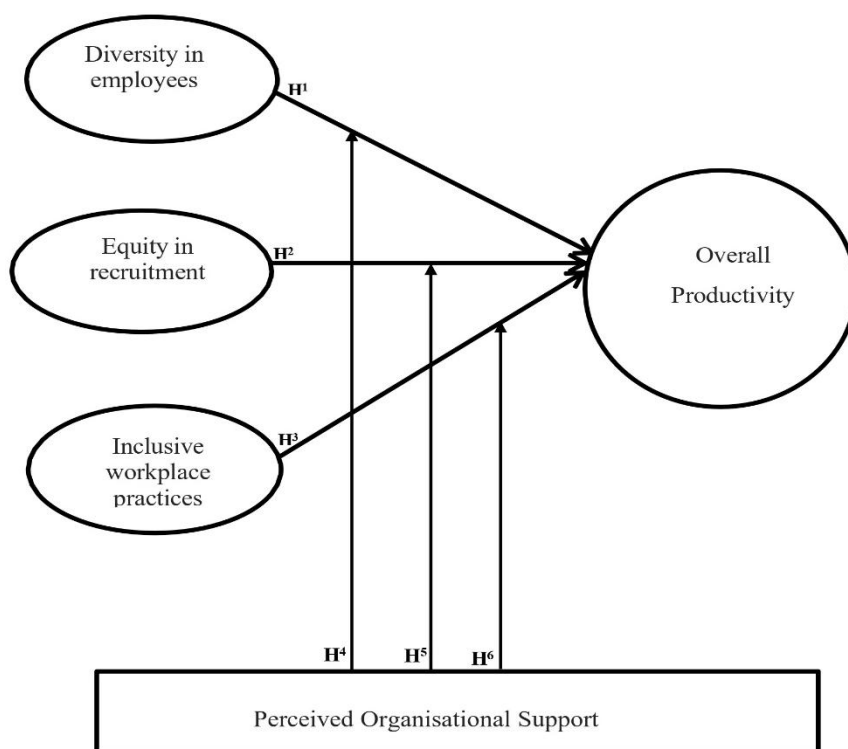 Diversity in
employees
H¹
Equity in
recruitment
H²
Overall
Productivity
Inclusive
workplace
practices
H³
H⁴
H⁵
H⁶
Perceived Organisational Support